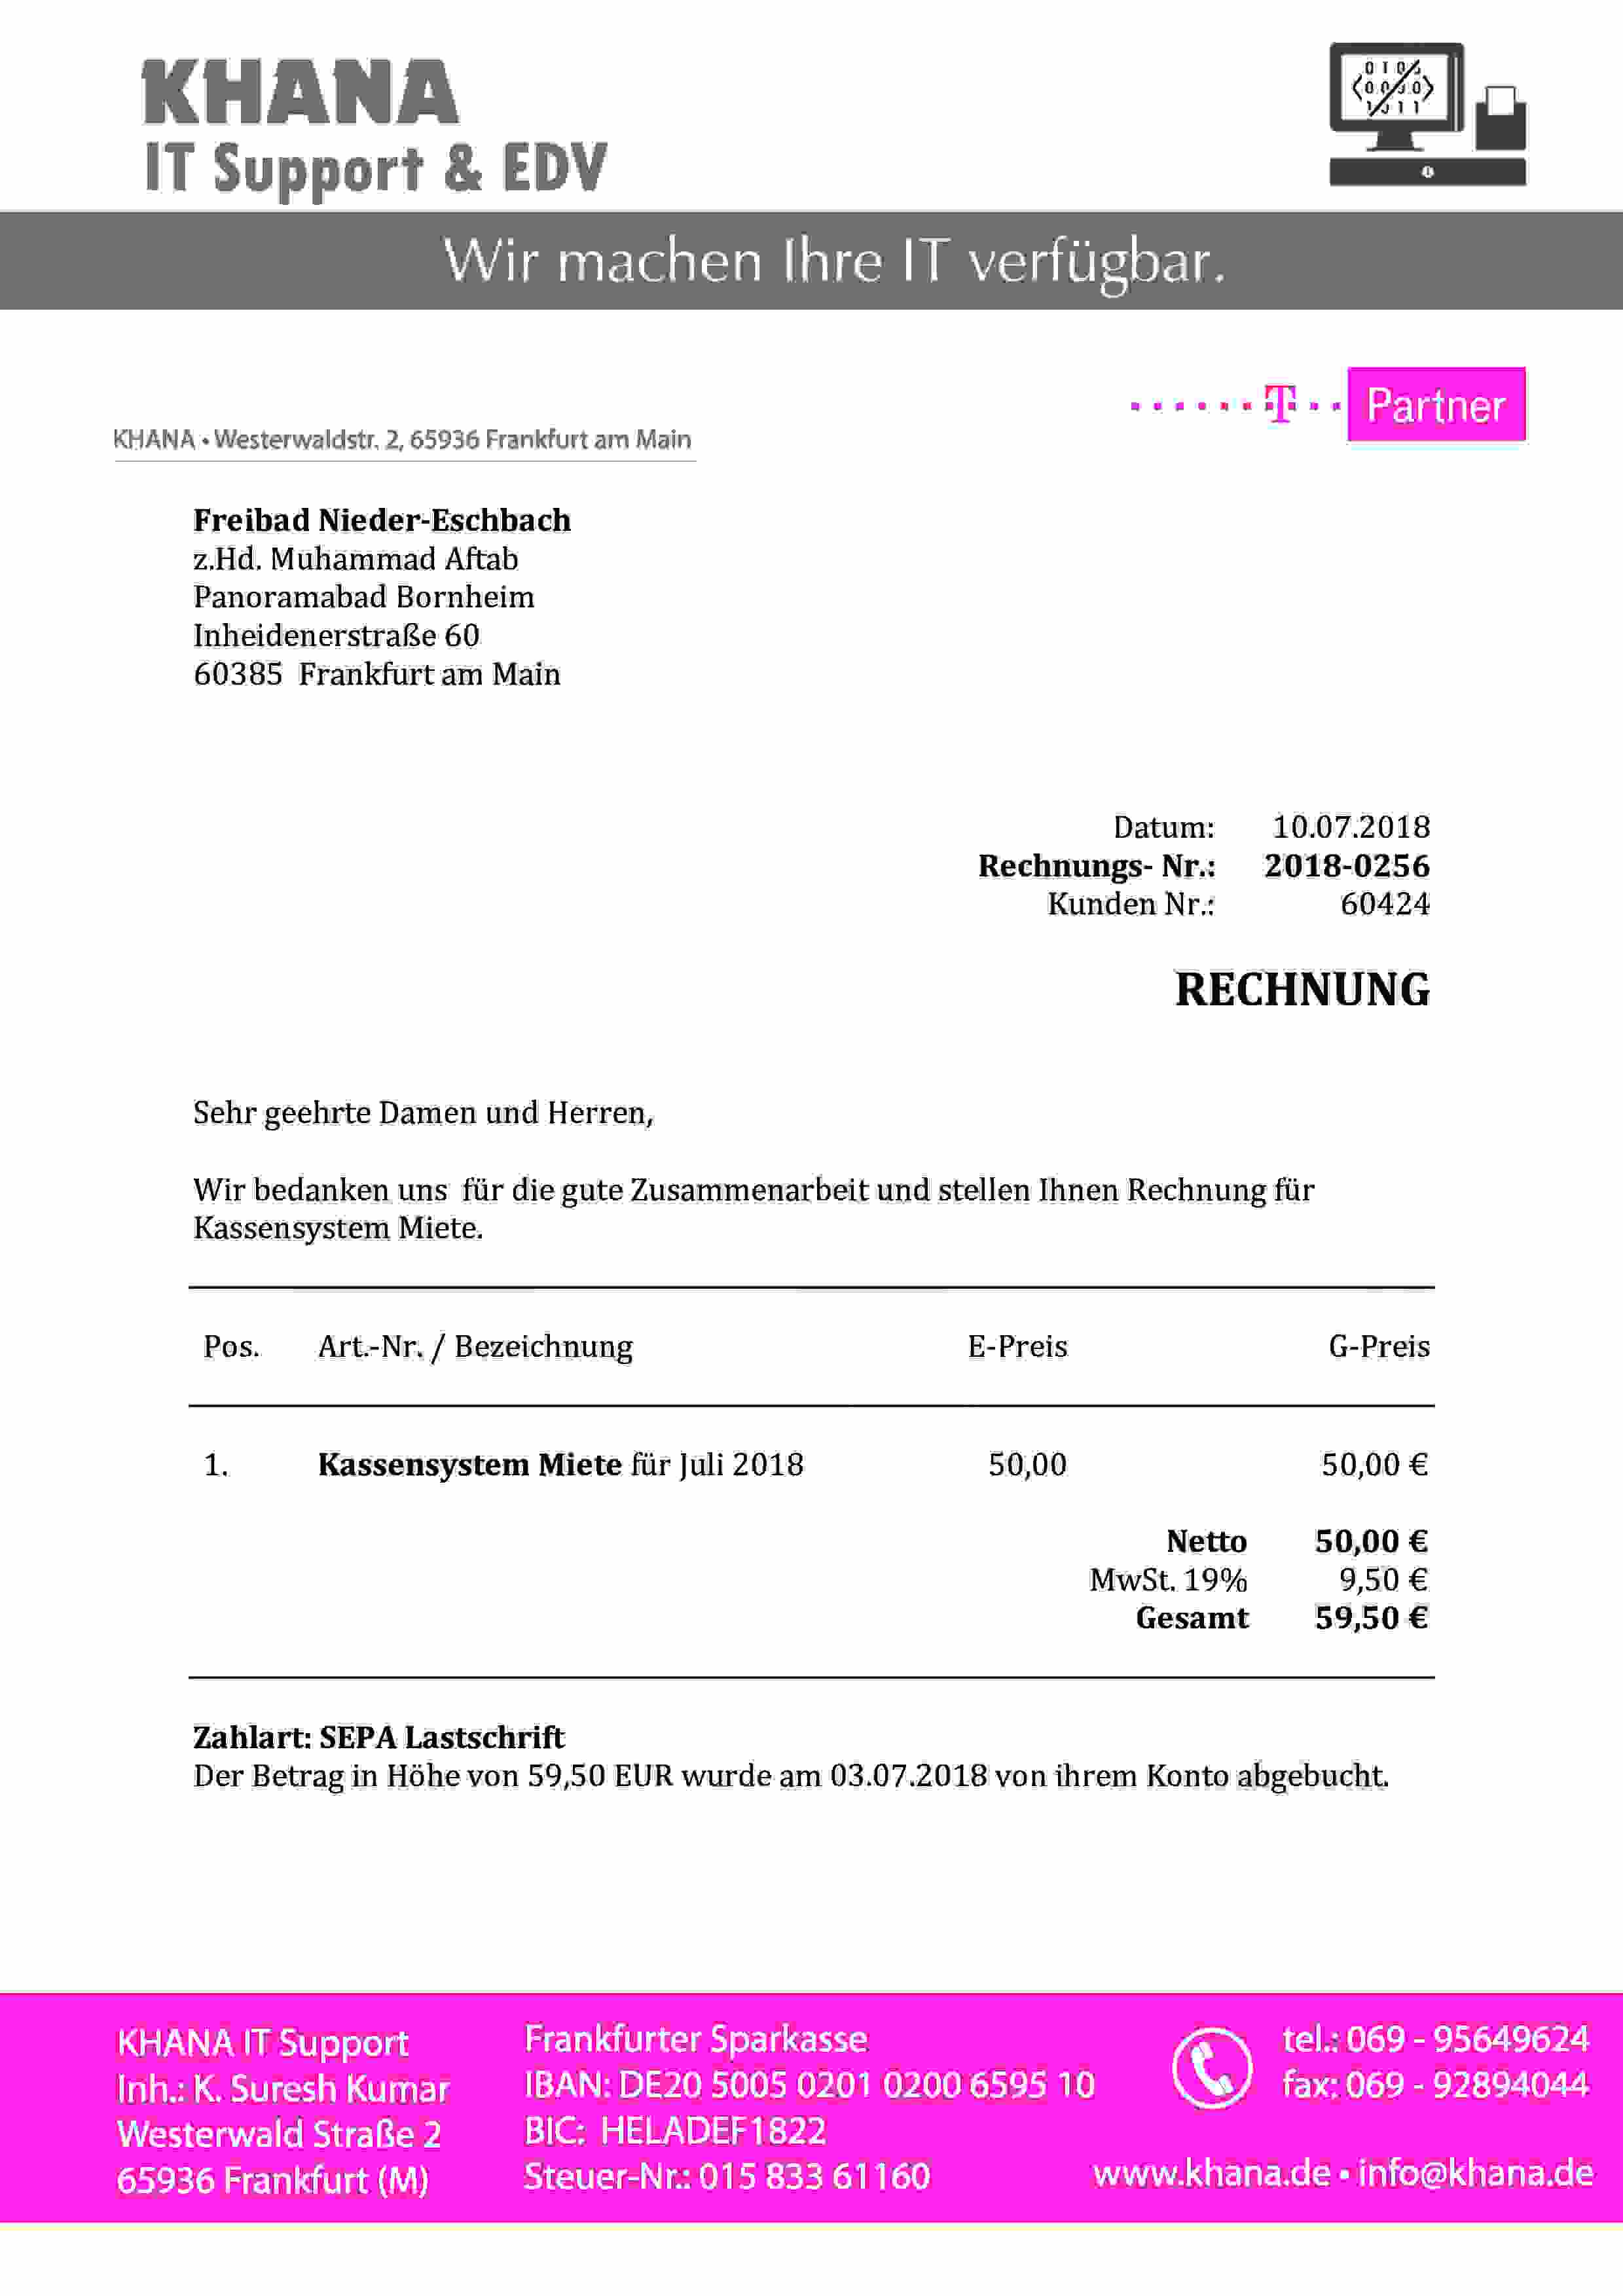 KHANA
IT Support & EDV
Wir machen Ihre IT verfügbar.
T Partner
KHANA • Westerwaldstr. 2, 65936 Frankfurt am Main
Freibad Nieder-Eschbach
z.Hd. Muhammad Aftab
Panoramabad Bornheim
Inheidenerstraße 60
60385 Frankfurt am Main
Datum: 10.07.2018
Rechnungs- Nr.: 2018-0256
Kunden Nr.: 60424
RECHNUNG
Sehr geehrte Damen und Herren,
Wir bedanken uns für die gute Zusammenarbeit und stellen Ihnen Rechnung für
Kassensystem Miete.
Pos. Art.-Nr. / Bezeichnung E-Preis G-Preis
1. Kassensystem Miete für Juli 2018 50,00 50,00 €
Netto 50,00 €
MwSt. 19% 9,50 €
Gesamt 59,50 €
Zahlart: SEPA Lastschrift
Der Betrag in Höhe von 59,50 EUR wurde am 03.07.2018 von ihrem Konto abgebucht.
KHANA IT Support
Inh.: K. Suresh Kumar
Westerwald Straße 2
65936 Frankfurt (M)
Frankfurter Sparkasse
IBAN: DE20 5005 0201 0200 6595 10
BIC: HELADEF1822
Steuer-Nr.: 015 833 61160
tel.: 069 - 95649624
fax: 069 - 92894044
www.khana.de • info@khana.de